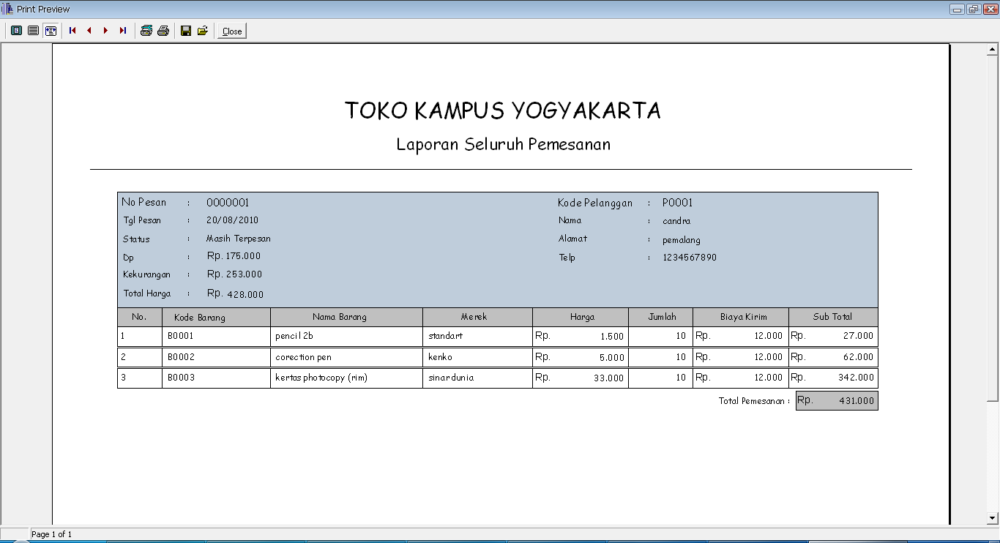 Print Preview
Close
TOKO KAMPUS YOGYAKARTA
Laporan Seluruh Pemesanan
No Pesan : 0000001 Kode Pelanggan : P0001
Tgl Pesan : 20/08/2010 Nama : candra
Status : Masih Terpesan Alamat : pemalang
Dp : Rp. 175.000 Telp : 1234567890
Kekurangan : Rp. 253.000
Total Harga : Rp. 428.000
No. Kode Barang Nama Barang Merek Harga Jumlah Biaya Kirim Sub Total
1 B0001 pencil 2b standart Rp. 1.500 10 Rp. 12.000 Rp. 27.000
2 B0002 corection pen kenko Rp. 5.000 10 Rp. 12.000 Rp. 62.000
3 B0003 kertas photocopy (rim) sinar dunia Rp. 33.000 10 Rp. 12.000 Rp. 342.000
Total Pemesanan : Rp. 431.000
Page 1 of 1